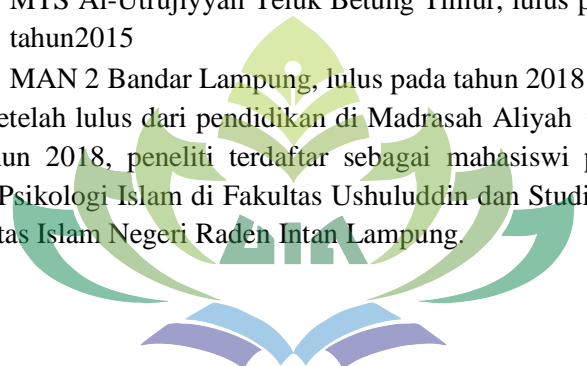 MTS Al-Utrujiyyah Teluk Betung Timur, lulus p
tahun2015
MAN 2 Bandar Lampung, lulus pada tahun 2018
etelah lulus dari pendidikan di Madrasah Aliyah
un 2018, peneliti terdaftar sebagai mahasiswi p
Psikologi Islam di Fakultas Ushuluddin dan Studi
tas Islam Negeri Raden Intan Lampung.